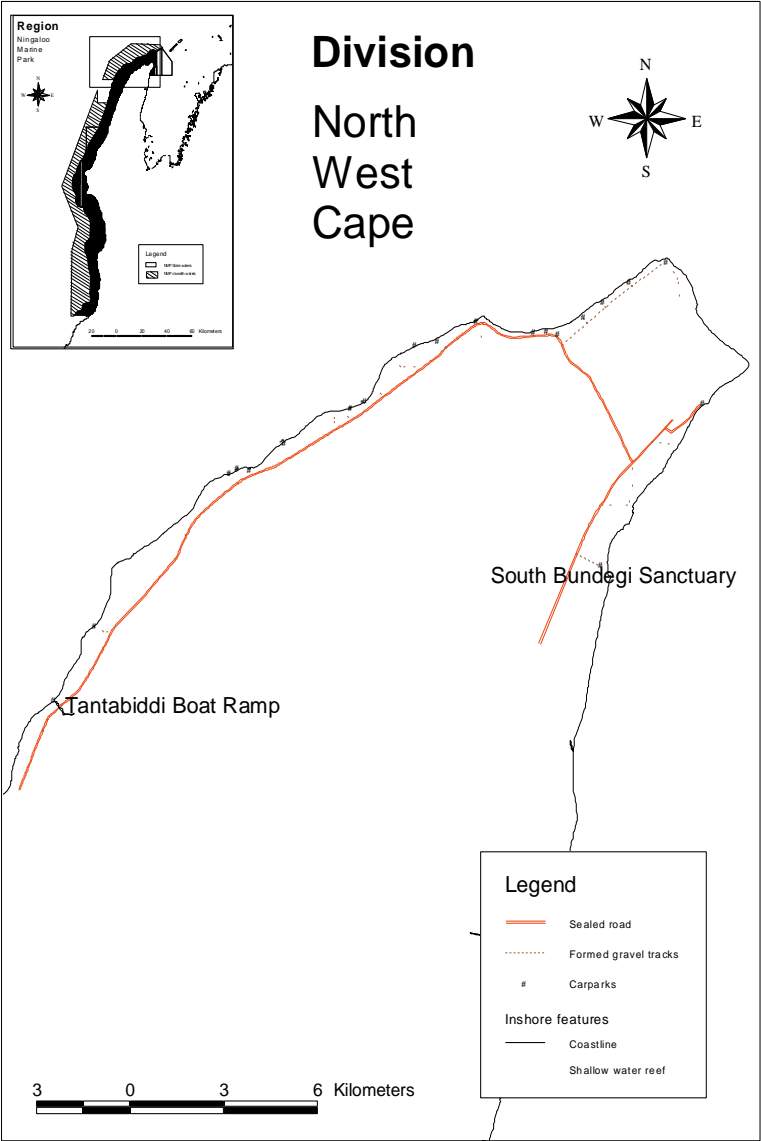 Region
Ningaloo
Marine
Park
N
W E
S
Legend
20 0 20 40 60 Kilometers
Division
North
West
Cape
N
W E
S
South Bundegi Sanctuary
Tantabiddi Boat Ramp
Legend
Sealed road
Formed gravel tracks
# Carparks
Inshore features
Coastline
Shallow water reef
3 0 3 6 Kilometers